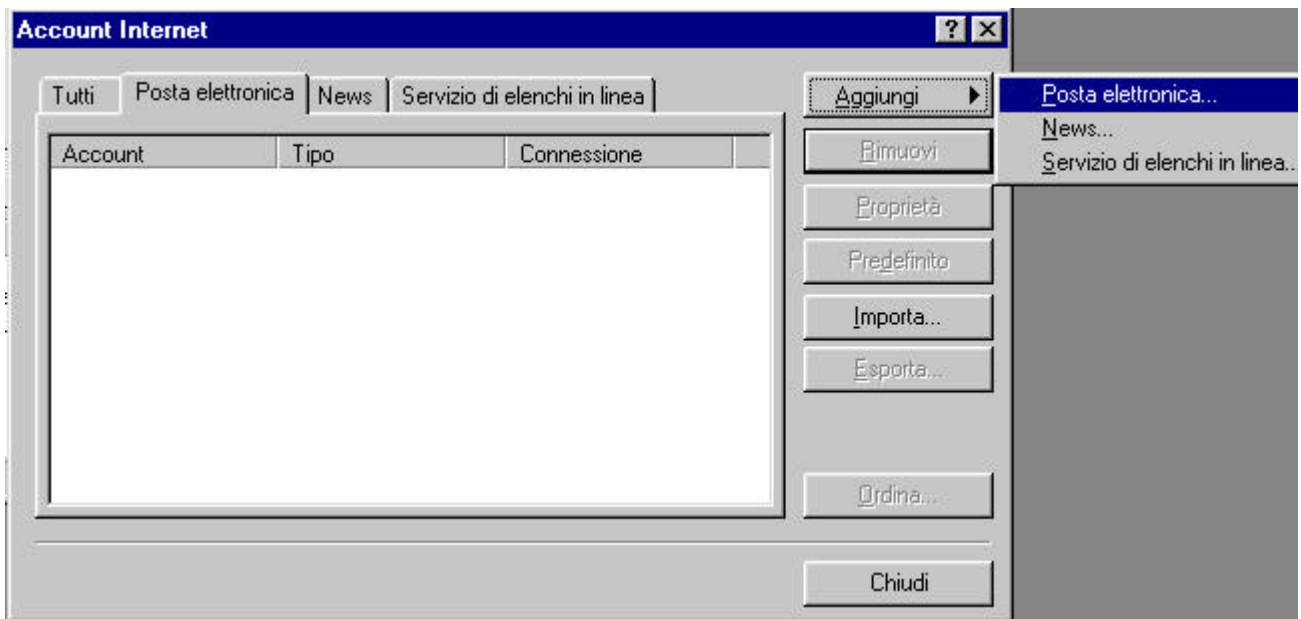 Account Internet
Tutti Posta elettronica News Servizio di elenchi in linea
Account Tipo Connessione
Aggiungi
Rimuovi
Proprietà
Predefinito
Importa...
Esporta...
Ordina...
Chiudi
Posta elettronica...
News...
Servizio di elenchi in linea...